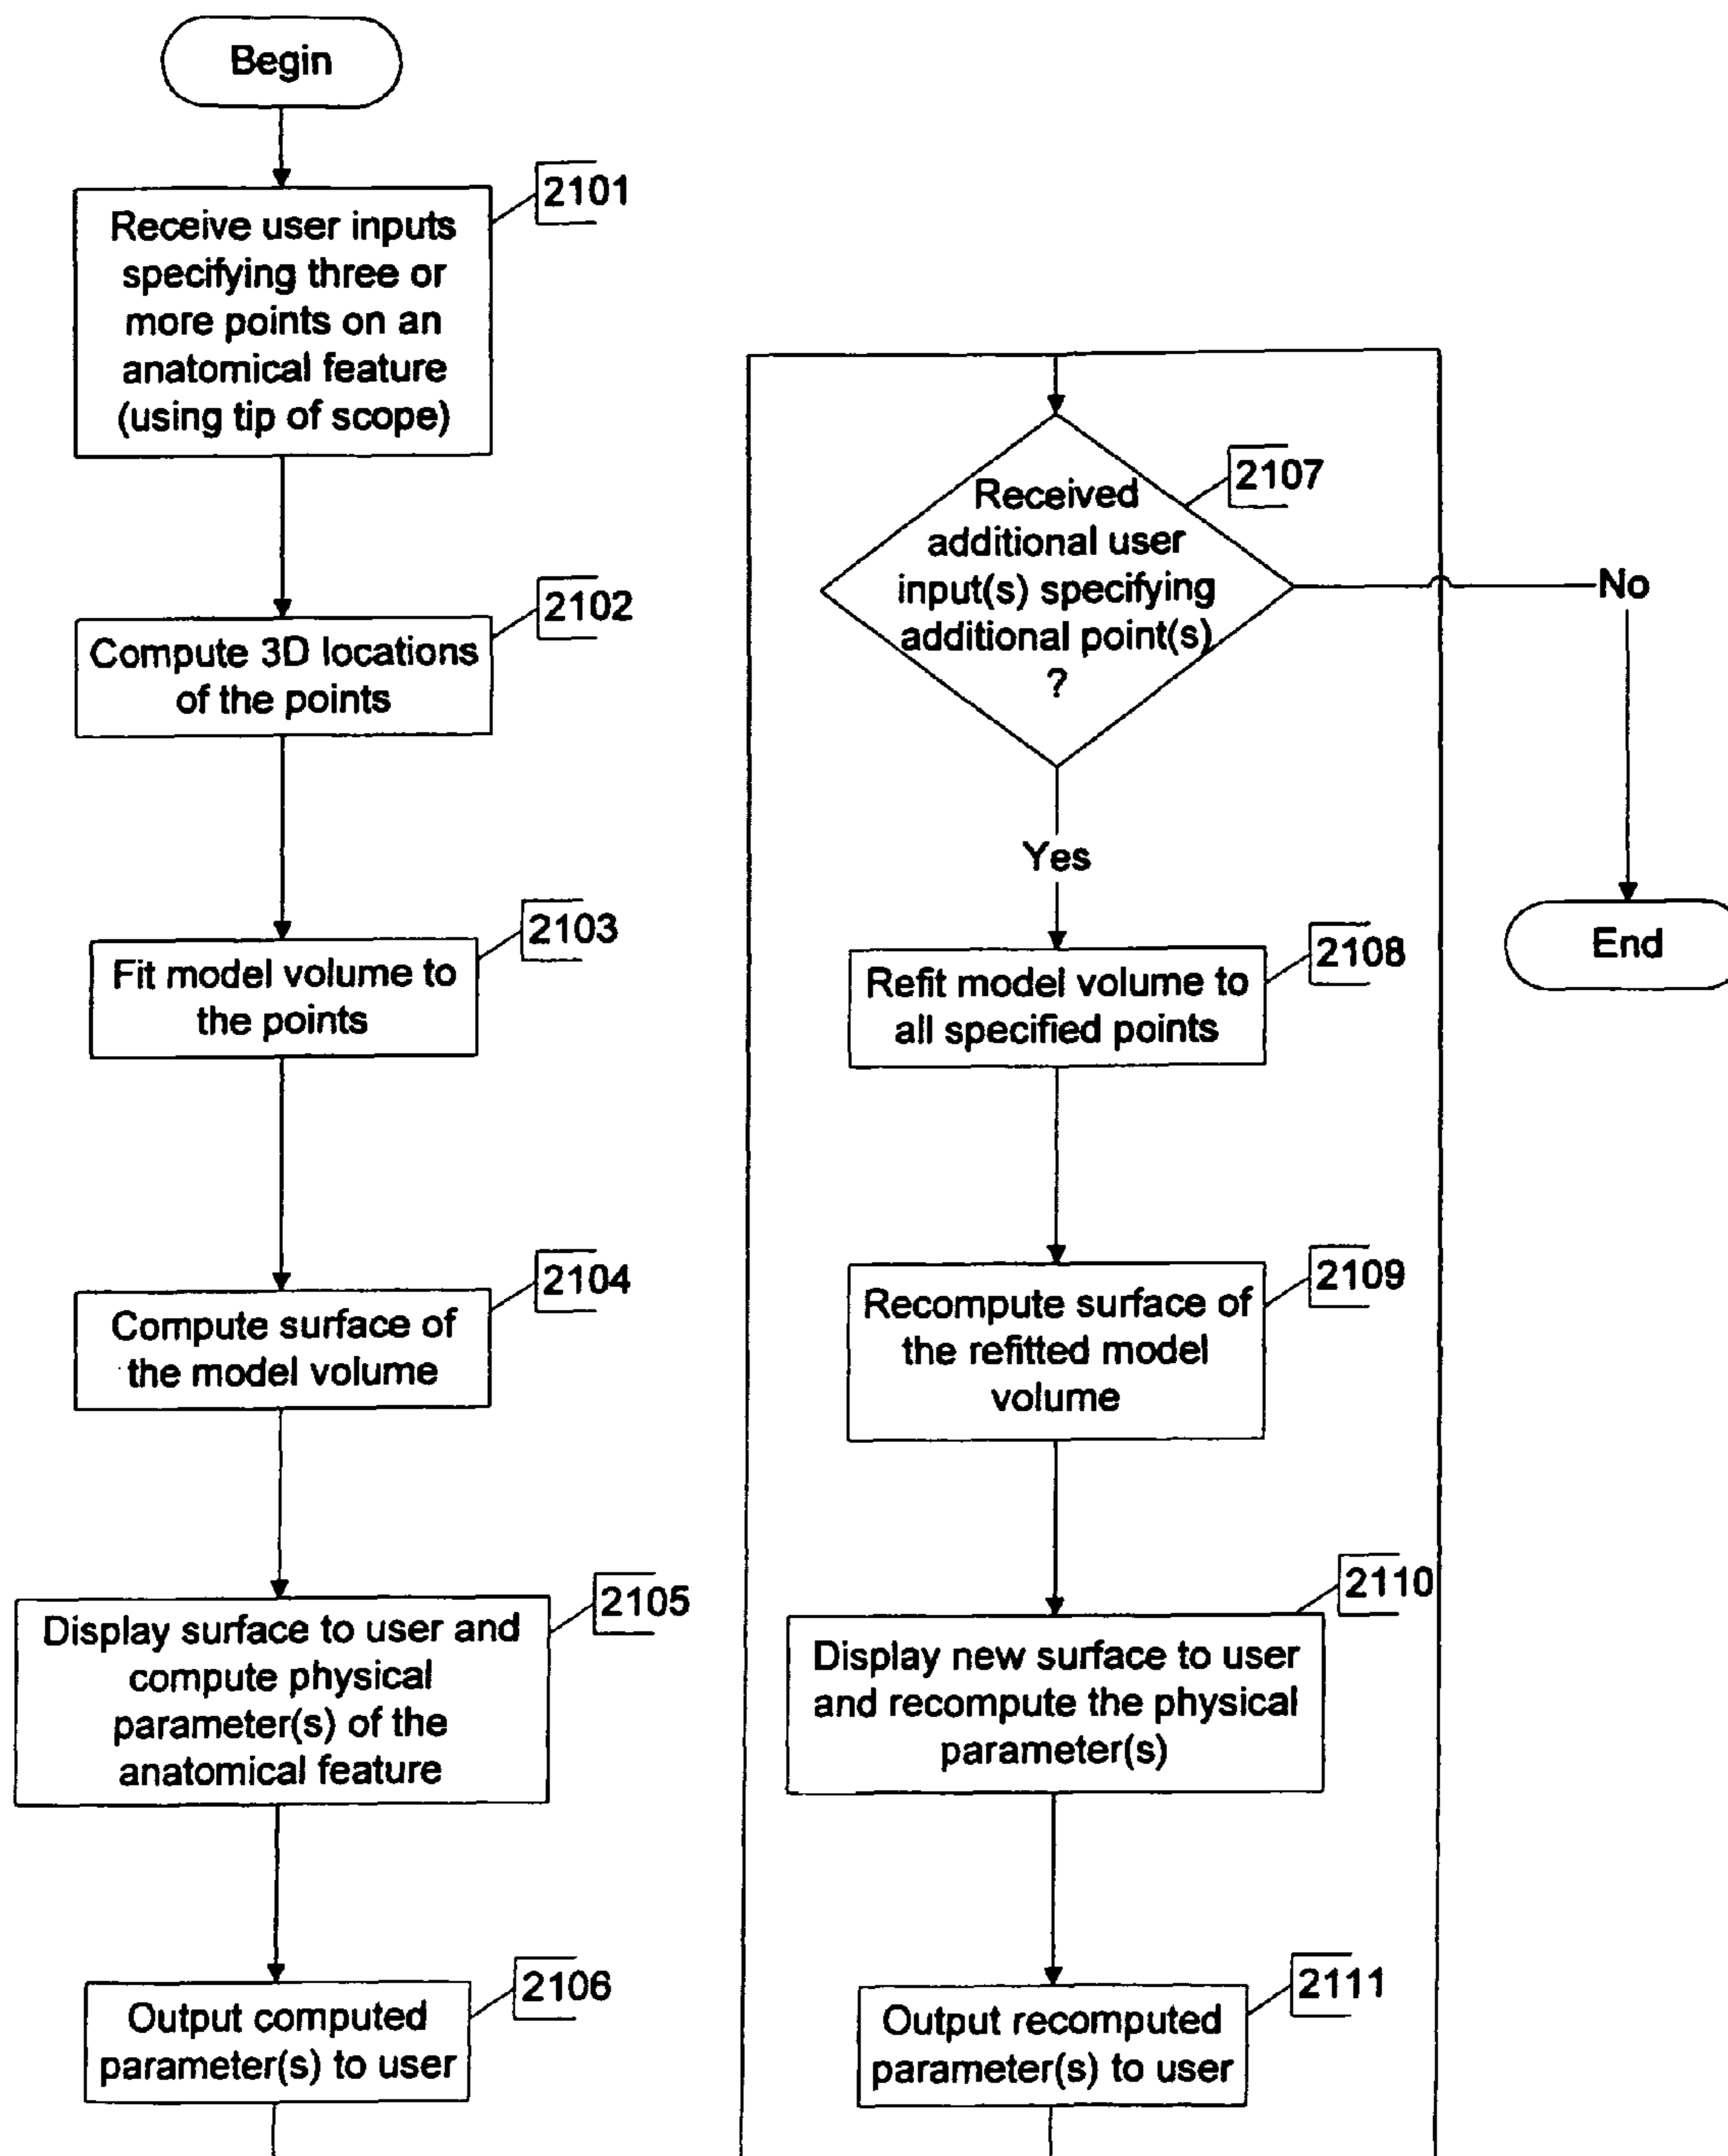 Begin
2101
Receive user inputs
specifying three or
more points on an
anatomical feature
(using tip of scope)
2102
Compute 3D locations
of the points
2103
Fit model volume to
the points
2104
Compute surface of
the model volume
2105
Display surface to user and
compute physical
parameter(s) of the
anatomical feature
2106
Output computed
parameter(s) to user
2107
Received
additional user
input(s) specifying
additional point(s)
?
No
End
Yes
2108
Refit model volume to
all specified points
2109
Recompute surface of
the refitted model
volume
2110
Display new surface to user
and recompute the physical
parameter(s)
2111
Output recomputed
parameter(s) to user